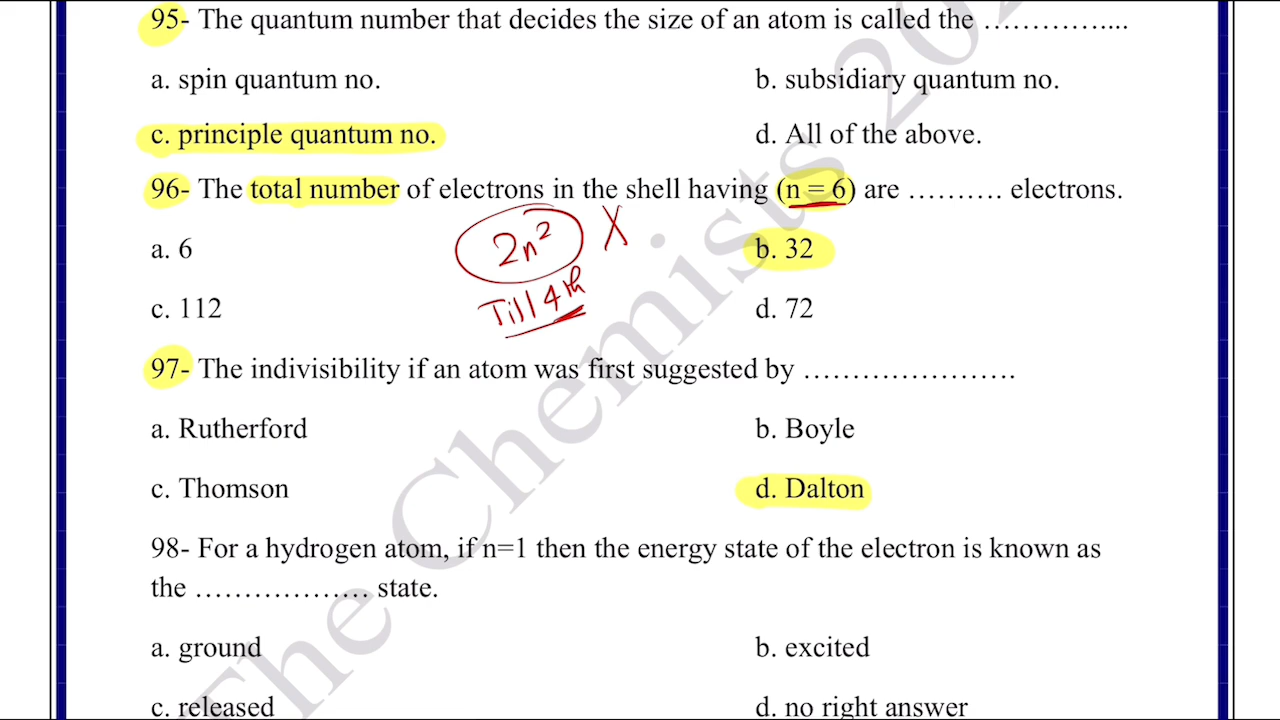 95- The quantum number that decides the size of an atom is called the …………....
a. spin quantum no. b. subsidiary quantum no.
c. principle quantum no. d. All of the above.
96- The total number of electrons in the shell having (n = 6) are ………. electrons.
2n² X
a. 6 b. 32
Till 4th
c. 112 d. 72
97- The indivisibility if an atom was first suggested by ………………….
a. Rutherford b. Boyle
c. Thomson d. Dalton
98- For a hydrogen atom, if n=1 then the energy state of the electron is known as
the ……………… state.
a. ground b. excited
c. released d. no right answer
The Chemists 202